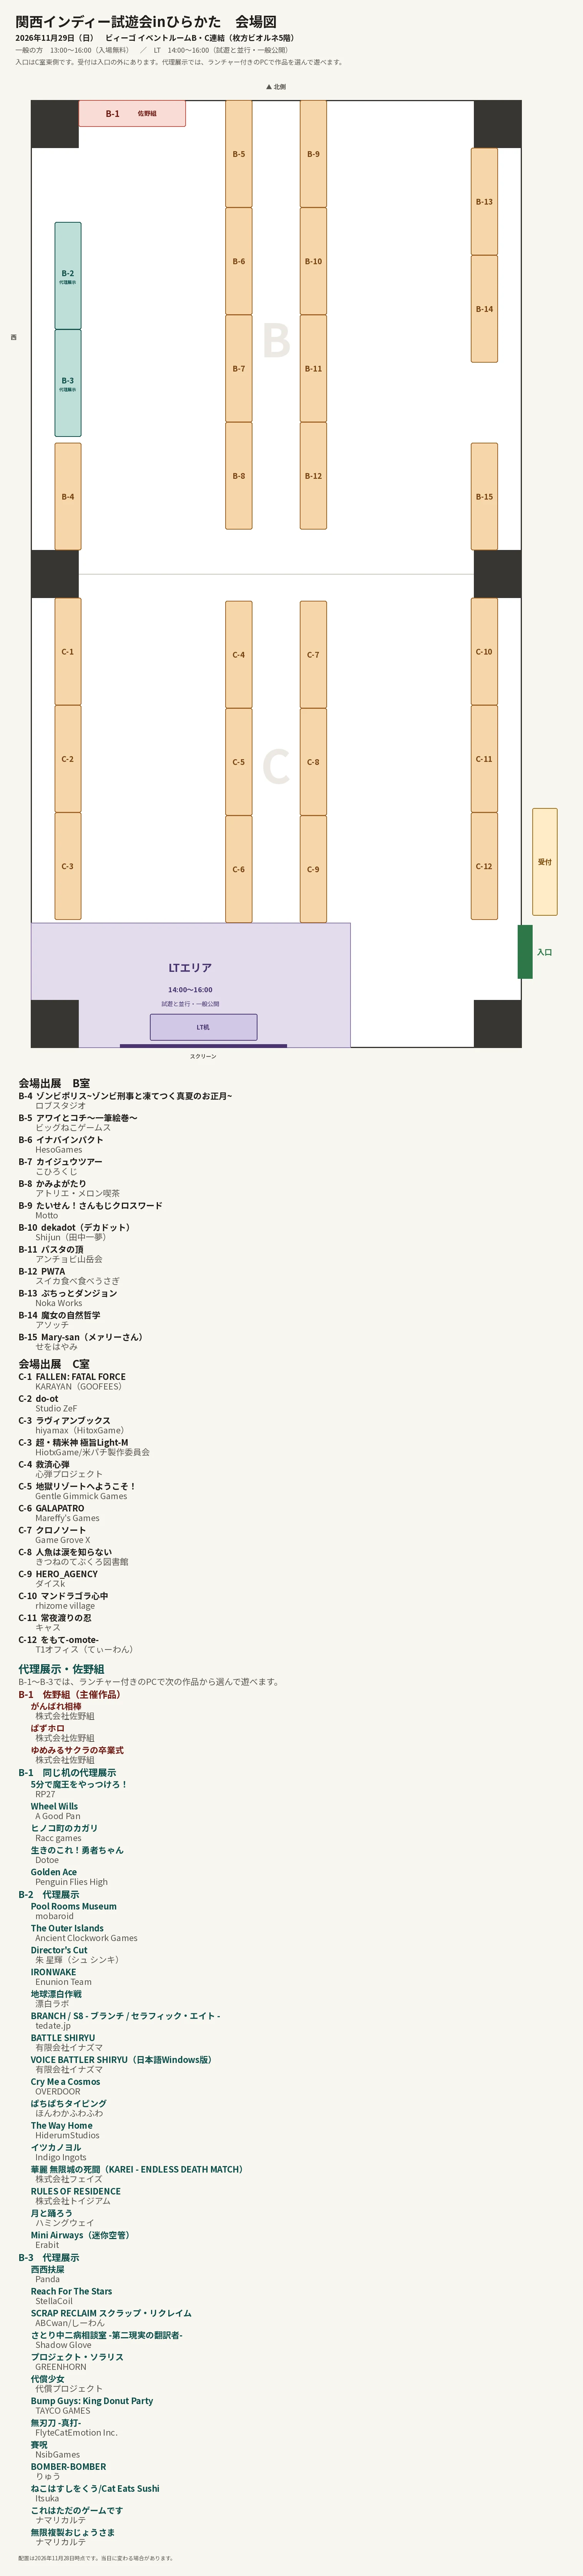 関西インディー試遊会inひらかた　会場図
2026年11月29日（日）　ビィーゴ イベントルームB・C連結（枚方ビオルネ5階）
一般の方　13:00〜16:00（入場無料）　／　LT　14:00〜16:00（試遊と並行・一般公開）
入口はC室東側です。受付は入口の外にあります。代理展示では、ランチャー付きのPCで作品を選んで遊べます。
▲ 北側
B-1　佐野組
B-5
B-9
B-13
B-2
代理展示
B-6
B-10
B-14
西
B
B-3
代理展示
B-7
B-11
B-4
B-8
B-12
B-15
C-1
C-4
C-7
C-10
C-2
C-5
C
C-8
C-11
C-3
C-6
C-9
C-12
受付
入口
LTエリア
14:00〜16:00
試遊と並行・一般公開
LT机
スクリーン
会場出展　B室
B-4 ゾンビポリス~ゾンビ刑事と凍てつく真夏のお正月~
ロブスタジオ
B-5 アワイとコチ〜一筆絵巻〜
ビッグねこゲームス
B-6 イナバインパクト
HesoGames
B-7 カイジュウツアー
こひろくじ
B-8 かみよがたり
アトリエ・メロン喫茶
B-9 たいせん！さんもじクロスワード
Motto
B-10 dekadot（デカドット）
Shijun（田中一夢）
B-11 パスタの頂
アンチョビ山岳会
B-12 PW7A
スイカ食べ食べうさぎ
B-13 ぷちっとダンジョン
Noka Works
B-14 魔女の自然哲学
アソッチ
B-15 Mary-san（メァリーさん）
せをはやみ
会場出展　C室
C-1 FALLEN: FATAL FORCE
KARAYAN（GOOFEES）
C-2 do-ot
Studio ZeF
C-3 ラヴィアンブックス
hiyamax（HitoxGame）
C-3 超・精米神 極旨Light-M
HiotxGame/米パチ製作委員会
C-4 救済心弾
心弾プロジェクト
C-5 地獄リゾートへようこそ！
Gentle Gimmick Games
C-6 GALAPATRO
Mareffy's Games
C-7 クロノソート
Game Grove X
C-8 人魚は涙を知らない
きつねのてぶくろ図書館
C-9 HERO_AGENCY
ダイスk
C-10 マンドラゴラ心中
rhizome village
C-11 常夜渡りの忍
キャス
C-12 をもて-omote-
T1オフィス（てぃーわん）
代理展示・佐野組
B-1〜B-3では、ランチャー付きのPCで次の作品から選んで遊べます。
B-1　佐野組（主催作品）
がんばれ相棒
株式会社佐野組
ぱずホロ
株式会社佐野組
ゆめみるサクラの卒業式
株式会社佐野組
B-1　同じ机の代理展示
5分で魔王をやっつけろ！
RP27
Wheel Wills
A Good Pan
ヒノコ町のカガリ
Racc games
生きのこれ！勇者ちゃん
Dotoe
Golden Ace
Penguin Flies High
B-2　代理展示
Pool Rooms Museum
mobaroid
The Outer Islands
Ancient Clockwork Games
Director's Cut
朱 星輝（シュ シンキ）
IRONWAKE
Enunion Team
地球漂白作戦
漂白ラボ
BRANCH / S8 - ブランチ / セラフィック・エイト -
tedate.jp
BATTLE SHIRYU
有限会社イナズマ
VOICE BATTLER SHIRYU（日本語Windows版）
有限会社イナズマ
Cry Me a Cosmos
OVERDOOR
ぱちぱちタイピング
ほんわかふわふわ
The Way Home
HiderumStudios
イツカノヨル
Indigo Ingots
華麗 無限城の死闘（KAREI - ENDLESS DEATH MATCH）
株式会社フェイズ
RULES OF RESIDENCE
株式会社トイジアム
月と踊ろう
ハミングウェイ
Mini Airways（迷你空管）
Erabit
B-3　代理展示
西西扶屎
Panda
Reach For The Stars
StellaCoil
SCRAP RECLAIM スクラップ・リクレイム
ABCwan/しーわん
さとり中二病相談室 -第二現実の翻訳者-
Shadow Glove
プロジェクト・ソラリス
GREENHORN
代償少女
代償プロジェクト
Bump Guys: King Donut Party
TAYCO GAMES
無刃刀 -真打-
FlyteCatEmotion Inc.
賽呪
NsibGames
BOMBER-BOMBER
りゅう
ねこはすしをくう/Cat Eats Sushi
Itsuka
これはただのゲームです
ナマリカルテ
無限複製おじょうさま
ナマリカルテ
配置は2026年11月28日時点です。当日に変わる場合があります。